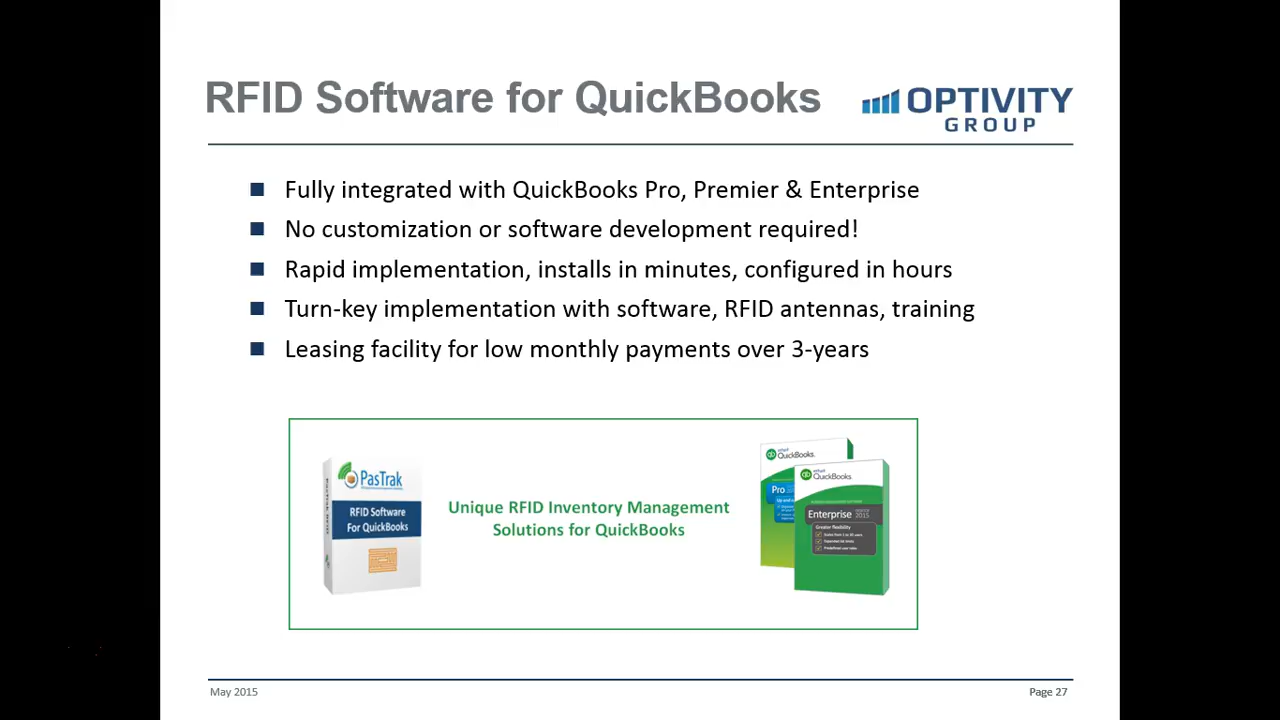 RFID Software for QuickBooks
OPTIVITY
GROUP
Fully integrated with QuickBooks Pro, Premier & Enterprise
No customization or software development required!
Rapid implementation, installs in minutes, configured in hours
Turn-key implementation with software, RFID antennas, training
Leasing facility for low monthly payments over 3-years
PasTrak
RFID Software
For QuickBooks
Unique RFID Inventory Management
Solutions for QuickBooks
QuickBooks.
Pro
QuickBooks.
Enterprise
2015
Greater flexibility
May 2015
Page 27